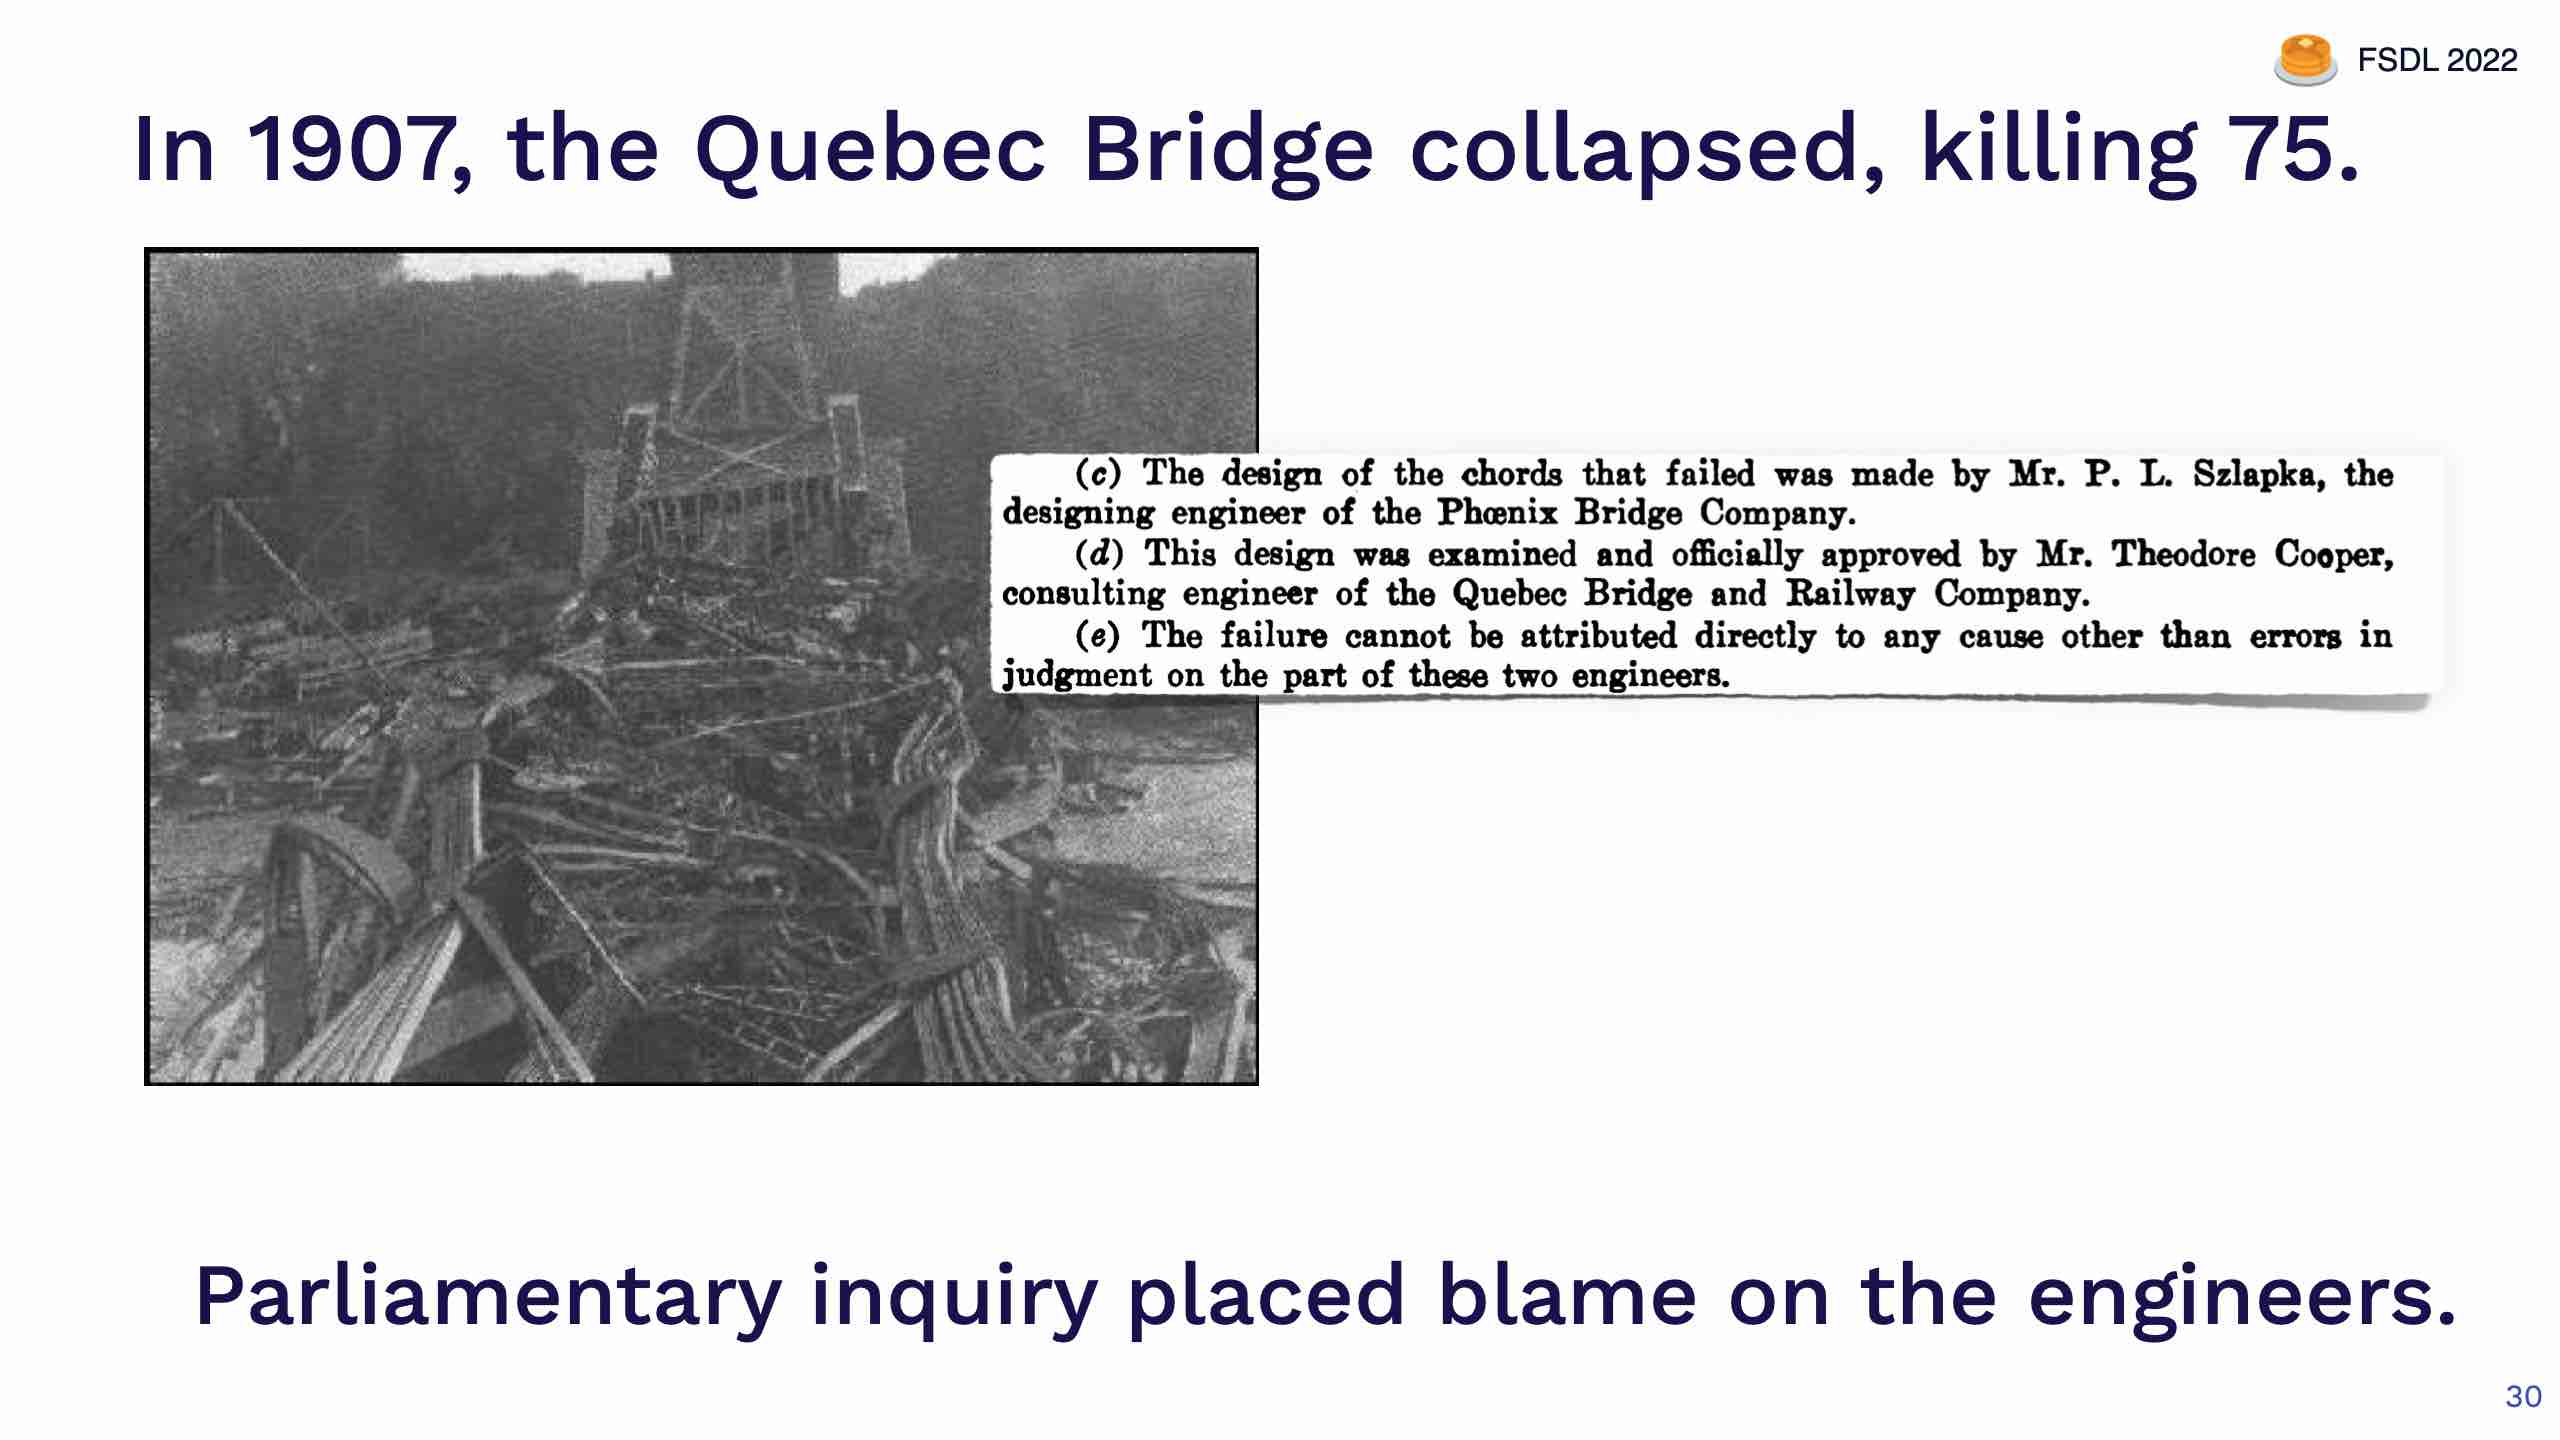 FSDL 2022
In 1907, the Quebec Bridge collapsed, killing 75.
(c) The design of the chords that failed was made by Mr. P. L. Szlapka, the
designing engineer of the Phœnix Bridge Company.
(d) This design was examined and officially approved by Mr. Theodore Cooper,
consulting engineer of the Quebec Bridge and Railway Company.
(e) The failure cannot be attributed directly to any cause other than errors in
judgment on the part of these two engineers.
Parliamentary inquiry placed blame on the engineers.
30